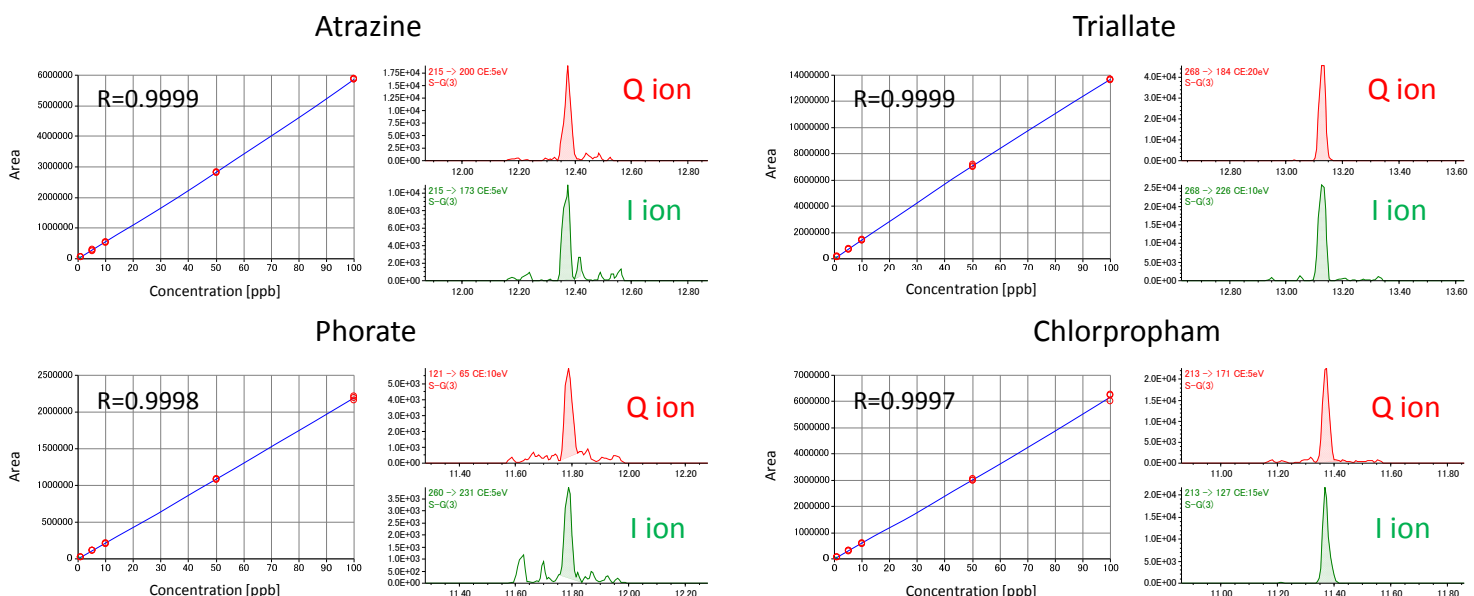 Atrazine
R=0.9999
Area
6000000
5000000
4000000
3000000
2000000
1000000
0
0 10 20 30 40 50 60 70 80 90 100
Concentration [ppb]
215 -> 200 CE:5eV
S-G(3)
Q ion
1.75E+04
1.5E+04
1.25E+04
1.0E+04
7.5E+03
5.0E+03
2.5E+03
0.0E+00
12.00 12.20 12.40 12.60 12.80
215 -> 173 CE:5eV
S-G(3)
I ion
1.0E+04
8.0E+03
6.0E+03
4.0E+03
2.0E+03
0.0E+00
12.00 12.20 12.40 12.60 12.80
Triallate
R=0.9999
Area
14000000
12000000
10000000
8000000
6000000
4000000
2000000
0
0 10 20 30 40 50 60 70 80 90 100
Concentration [ppb]
268 -> 184 CE:20eV
S-G(3)
Q ion
4.0E+04
3.0E+04
2.0E+04
1.0E+04
0.0E+00
12.80 13.00 13.20 13.40 13.60
268 -> 226 CE:10eV
S-G(3)
I ion
2.5E+04
2.0E+04
1.5E+04
1.0E+04
5.0E+03
0.0E+00
12.80 13.00 13.20 13.40 13.60
Phorate
R=0.9998
Area
2500000
2000000
1500000
1000000
500000
0
0 10 20 30 40 50 60 70 80 90 100
Concentration [ppb]
121 -> 65 CE:10eV
S-G(3)
Q ion
5.0E+03
4.0E+03
3.0E+03
2.0E+03
1.0E+03
0.0E+00
11.40 11.60 11.80 12.00 12.20
260 -> 231 CE:5eV
S-G(3)
I ion
3.5E+03
3.0E+03
2.5E+03
2.0E+03
1.5E+03
1.0E+03
5.0E+02
0.0E+00
11.40 11.60 11.80 12.00 12.20
Chlorpropham
R=0.9997
Area
7000000
6000000
5000000
4000000
3000000
2000000
1000000
0
0 10 20 30 40 50 60 70 80 90 100
Concentration [ppb]
213 -> 171 CE:5eV
S-G(3)
Q ion
2.0E+04
1.5E+04
1.0E+04
5.0E+03
0.0E+00
11.00 11.20 11.40 11.60 11.80
213 -> 127 CE:15eV
S-G(3)
I ion
2.0E+04
1.5E+04
1.0E+04
5.0E+03
0.0E+00
11.00 11.20 11.40 11.60 11.80